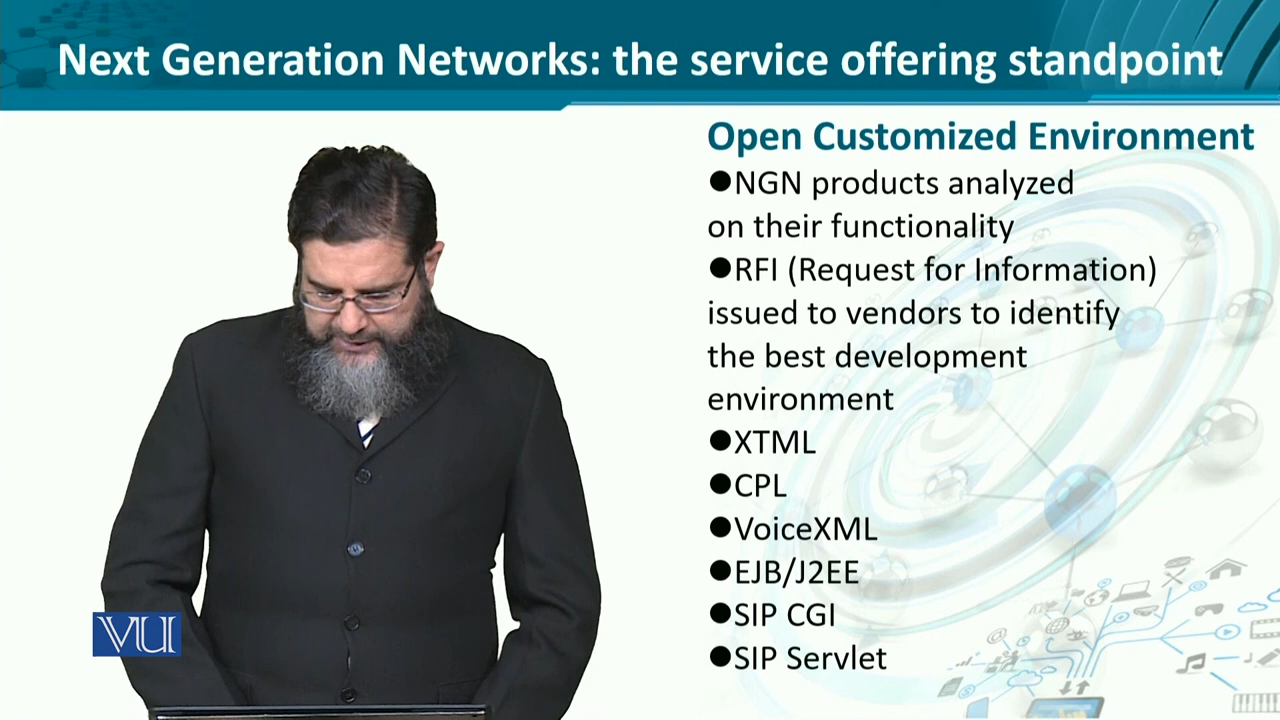 Next Generation Networks: the service offering standpoint
Open Customized Environment
●NGN products analyzed
on their functionality
●RFI (Request for Information)
issued to vendors to identify
the best development
environment
●XTML
●CPL
●VoiceXML
●EJB/J2EE
●SIP CGI
●SIP Servlet
VU